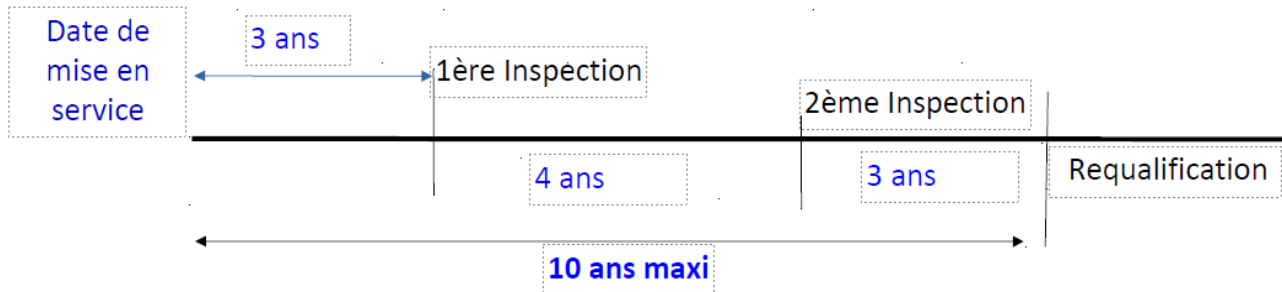 Date de
mise en
service
3 ans
1ère Inspection
2ème Inspection
4 ans
3 ans
Requalification
10 ans maxi